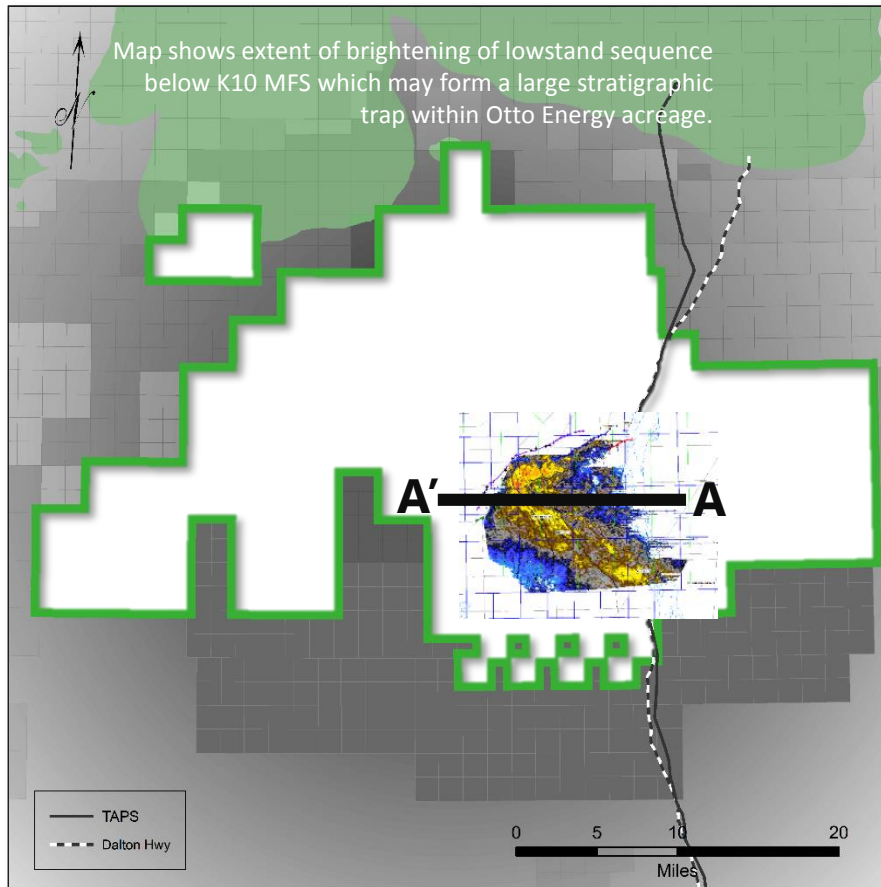 Map shows extent of brightening of lowstand sequence
below K10 MFS which may form a large stratigraphic
trap within Otto Energy acreage.
N
A' A
TAPS
Dalton Hwy
0 5 10 20
Miles